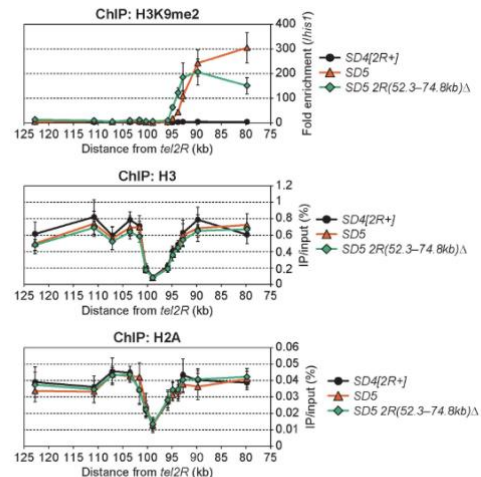 ChIP: H3K9me2
400
300
200
100
0
Fold enrichment (/his1)
125 120 115 110 105 100 95 90 85 80 75
Distance from tel2R (kb)
SD4[2R+]
SD5
SD5 2R(52.3–74.8kb)Δ
ChIP: H3
1.2
1
0.8
0.6
0.4
0.2
0
IP/input (%)
125 120 115 110 105 100 95 90 85 80 75
Distance from tel2R (kb)
SD4[2R+]
SD5
SD5 2R(52.3–74.8kb)Δ
ChIP: H2A
0.06
0.05
0.04
0.03
0.02
0.01
0
IP/input (%)
125 120 115 110 105 100 95 90 85 80 75
Distance from tel2R (kb)
SD4[2R+]
SD5
SD5 2R(52.3–74.8kb)Δ